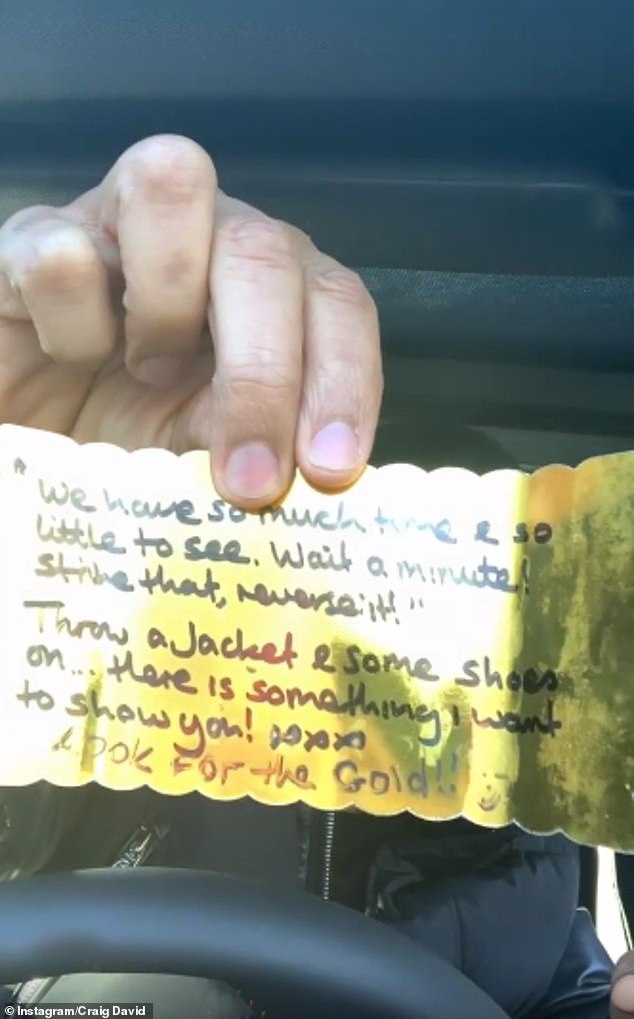 "We have so much time & so
little to see. Wait a minute!
Strike that, reverse it!"
Throw a Jacket & some shoes
on... there is something i want
to show you! xoxox
Look For the Gold!!
© Instagram/Craig David